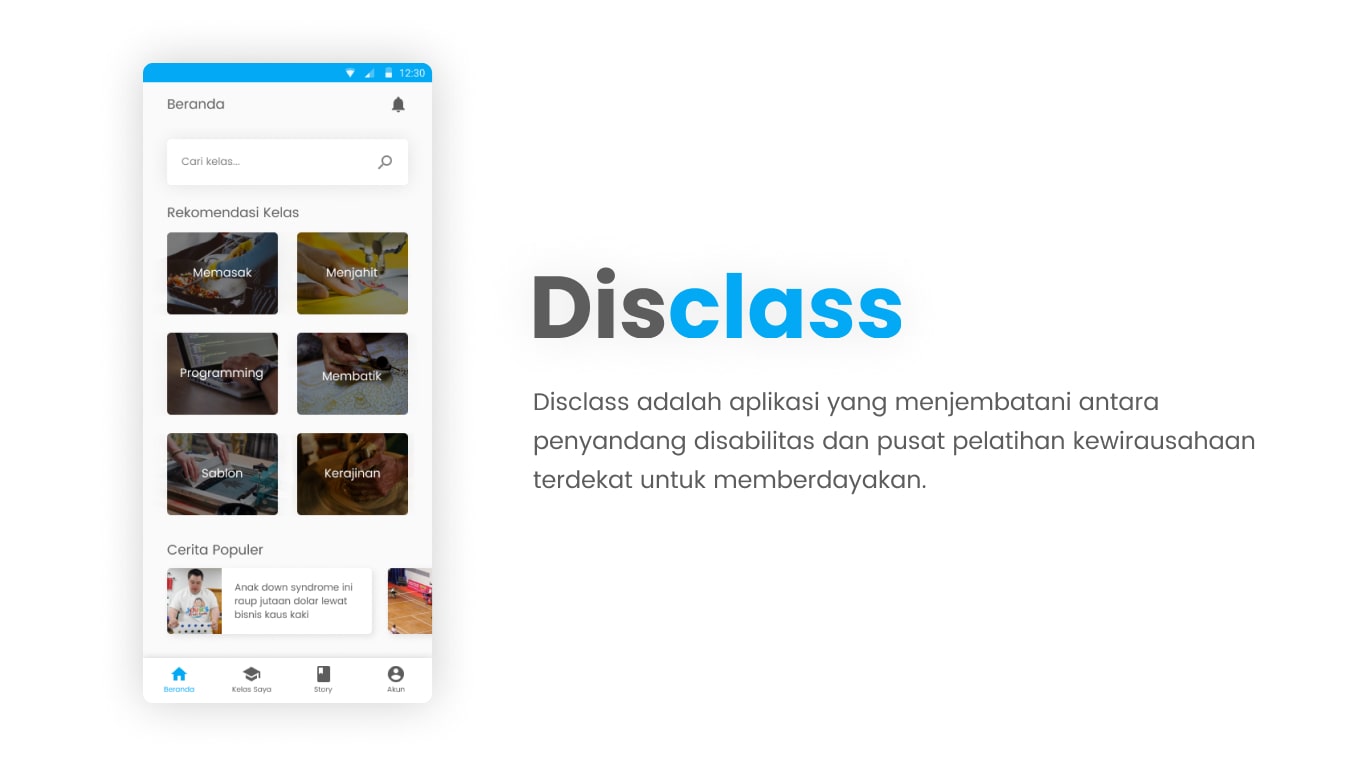 12:30
Beranda
Cari kelas...
Rekomendasi Kelas
Memasak
Menjahit
Programming
Membatik
Sablon
Kerajinan
Cerita Populer
Anak down syndrome ini
raup jutaan dolar lewat
bisnis kaus kaki
Beranda
Kelas Saya
Story
Akun
Disclass
Disclass adalah aplikasi yang menjembatani antara
penyandang disabilitas dan pusat pelatihan kewirausahaan
terdekat untuk memberdayakan.